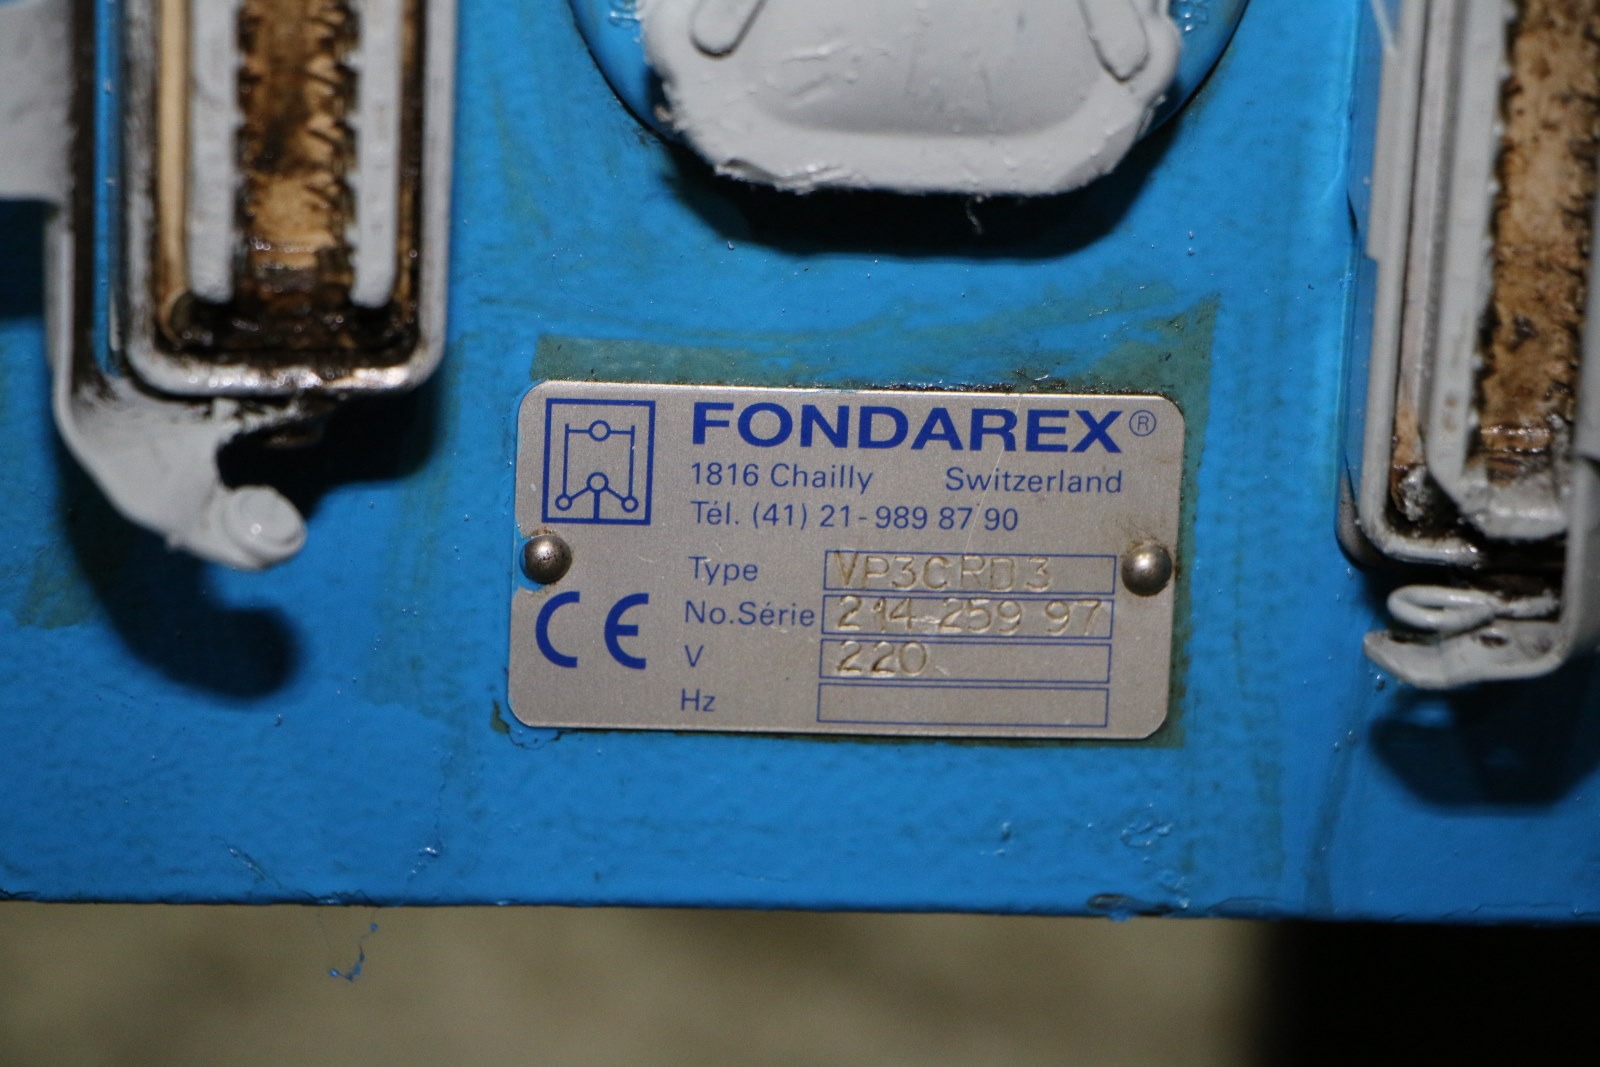 FONDAREX®
1816 Chailly Switzerland
Tél. (41) 21-989 87 90
Type VP3CRD3
No.Série 214 259 97
V 220
Hz
CE